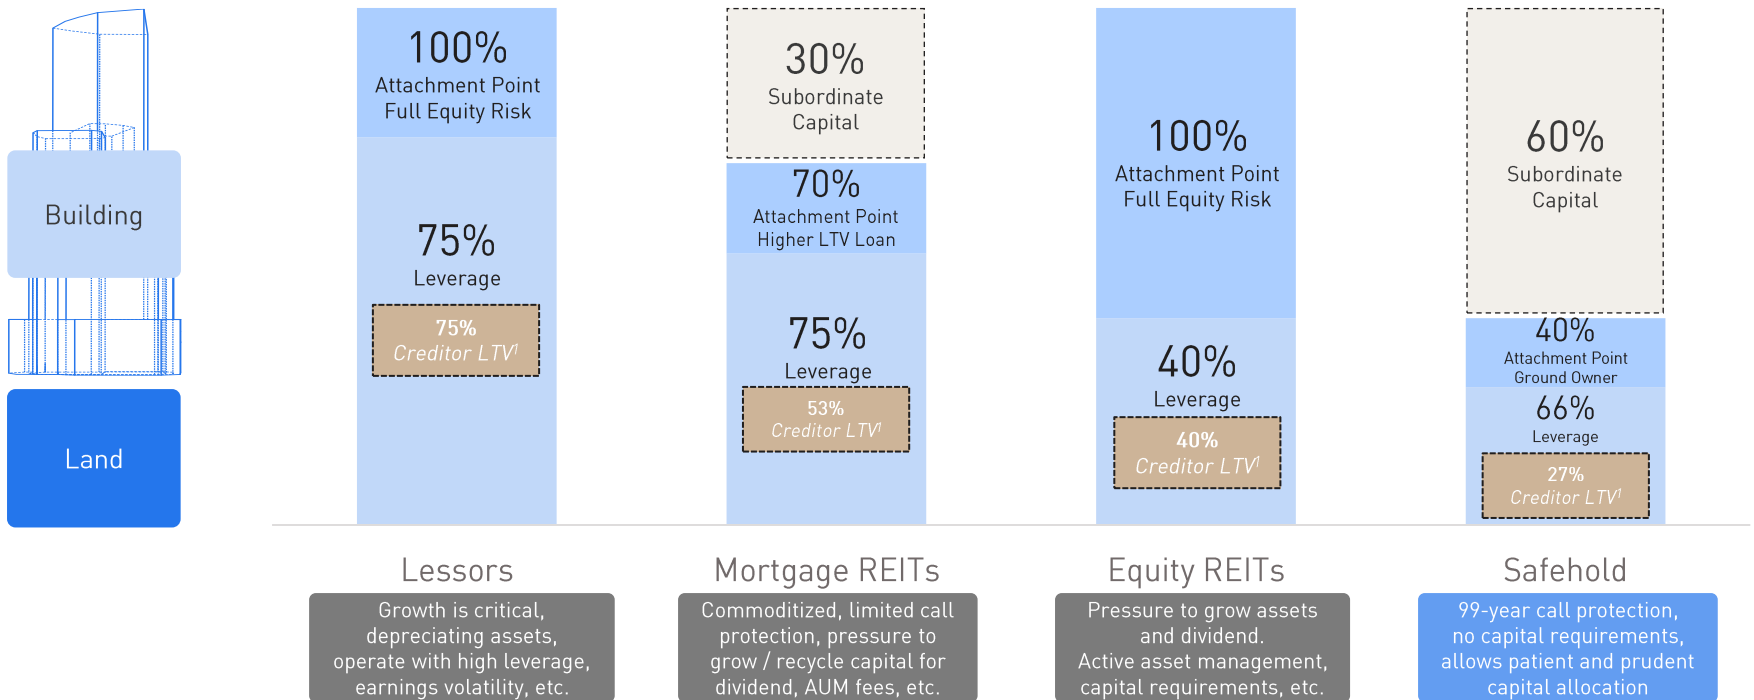 Building
Land
100%
Attachment Point
Full Equity Risk
75%
Leverage
75%
Creditor LTV¹
Lessors
Growth is critical,
depreciating assets,
operate with high leverage,
earnings volatility, etc.
30%
Subordinate
Capital
70%
Attachment Point
Higher LTV Loan
75%
Leverage
53%
Creditor LTV¹
Mortgage REITs
Commoditized, limited call
protection, pressure to
grow / recycle capital for
dividend, AUM fees, etc.
100%
Attachment Point
Full Equity Risk
40%
Leverage
40%
Creditor LTV¹
Equity REITs
Pressure to grow assets
and dividend.
Active asset management,
capital requirements, etc.
60%
Subordinate
Capital
40%
Attachment Point
Ground Owner
66%
Leverage
27%
Creditor LTV¹
Safehold
99-year call protection,
no capital requirements,
allows patient and prudent
capital allocation